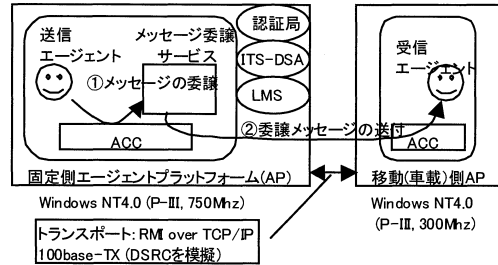 送信
エージェント
メッセージ委譲
サービス
①メッセージの委譲
ACC
認証局
ITS-DSA
LMS
受信
エージェント
②委譲メッセージの送付
ACC
固定側エージェントプラットフォーム(AP)
移動(車載)側AP
Windows NT4.0 (P-III, 750Mhz)
Windows NT4.0
(P-III, 300Mhz)
トランスポート: RMI over TCP/IP
100base-TX (DSRCを模擬)